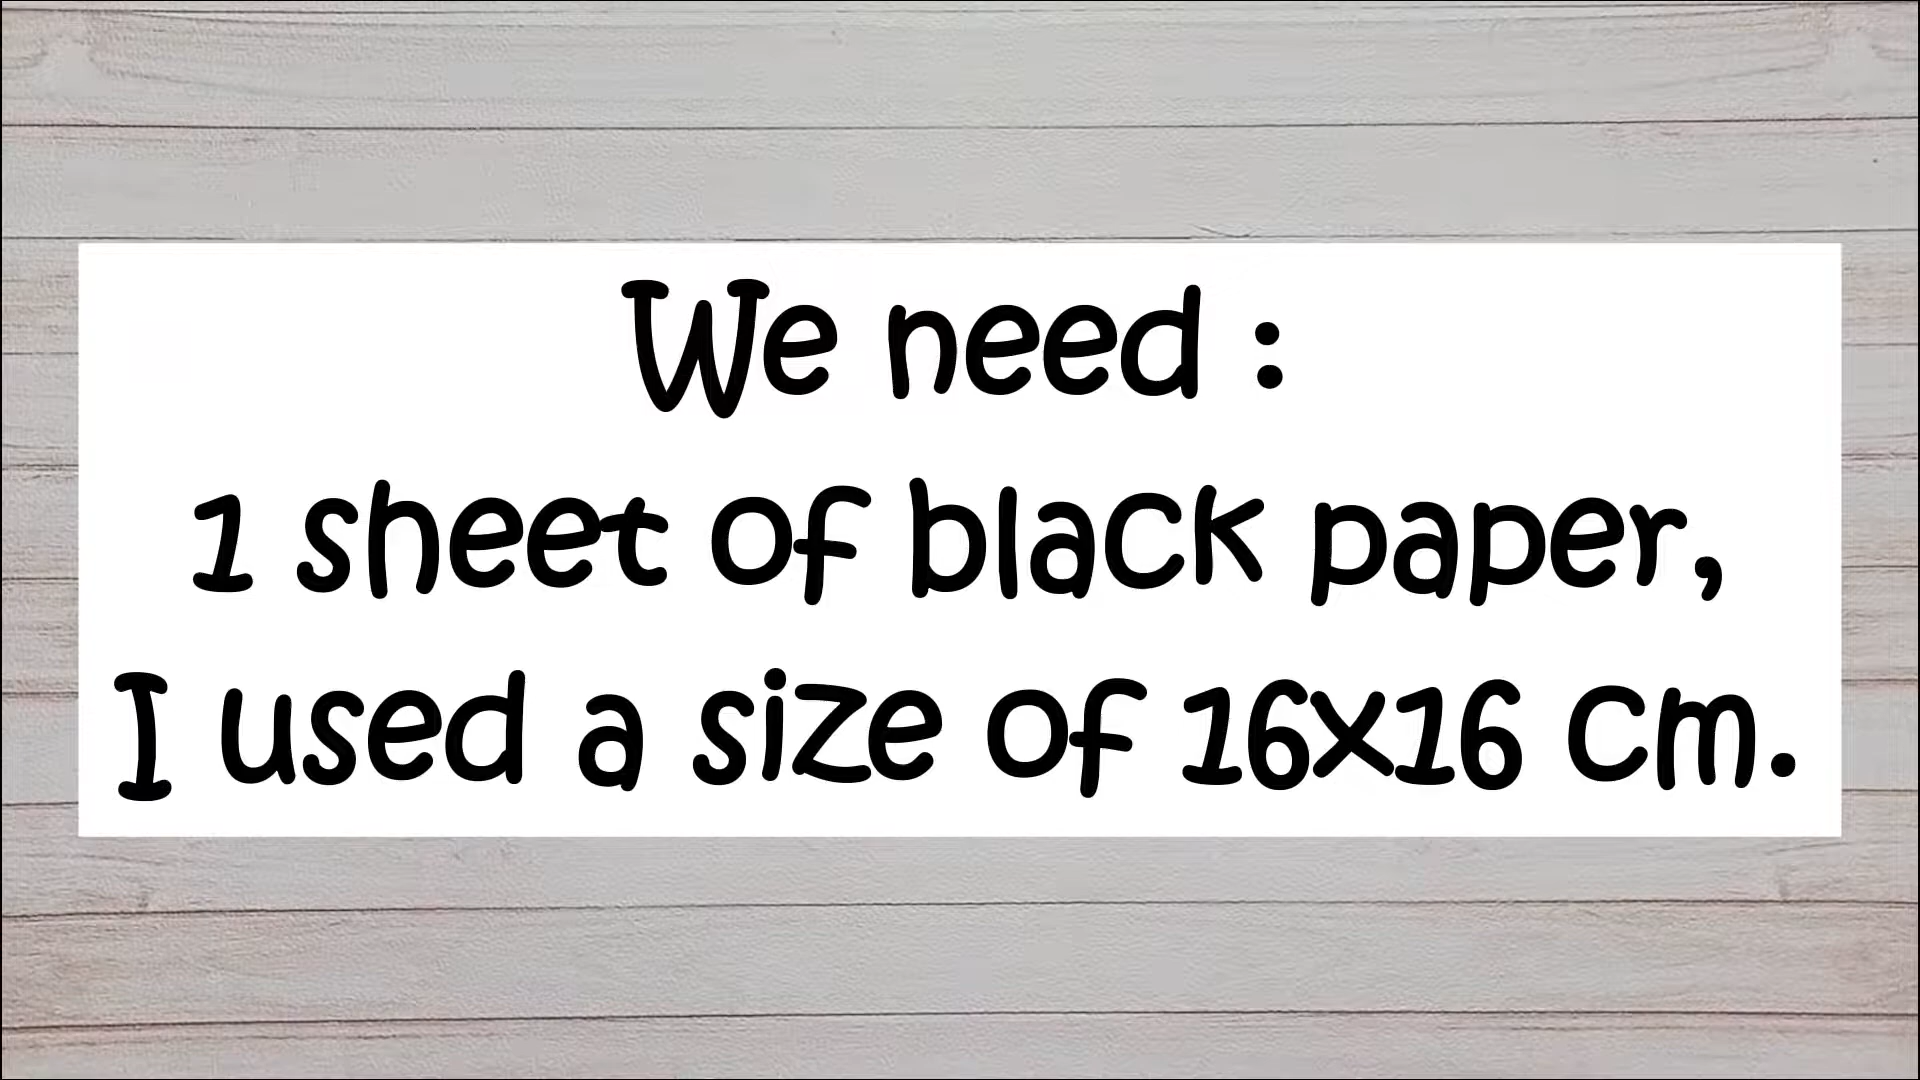 We need :
1 sheet of black paper,
I used a size of 16x16 cm.